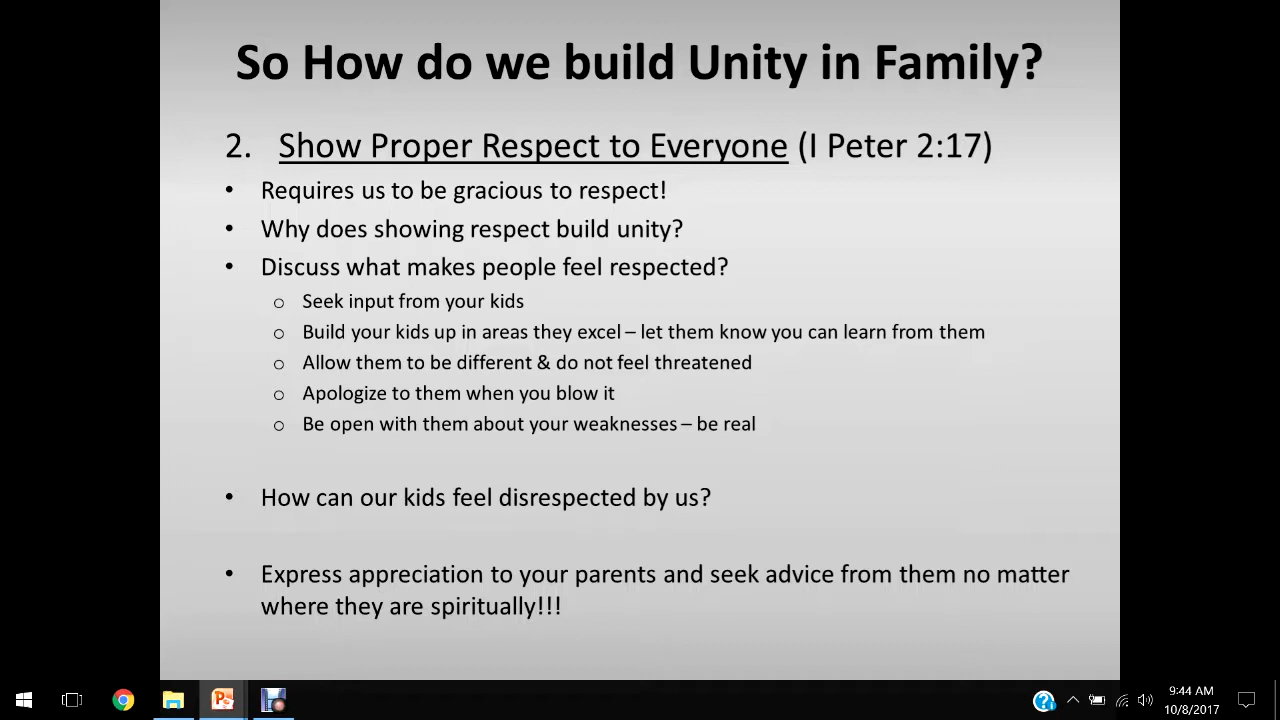 So How do we build Unity in Family?
2. Show Proper Respect to Everyone (I Peter 2:17)
• Requires us to be gracious to respect!
• Why does showing respect build unity?
• Discuss what makes people feel respected?
o Seek input from your kids
o Build your kids up in areas they excel – let them know you can learn from them
o Allow them to be different & do not feel threatened
o Apologize to them when you blow it
o Be open with them about your weaknesses – be real
• How can our kids feel disrespected by us?
• Express appreciation to your parents and seek advice from them no matter
where they are spiritually!!!
9:44 AM
10/8/2017